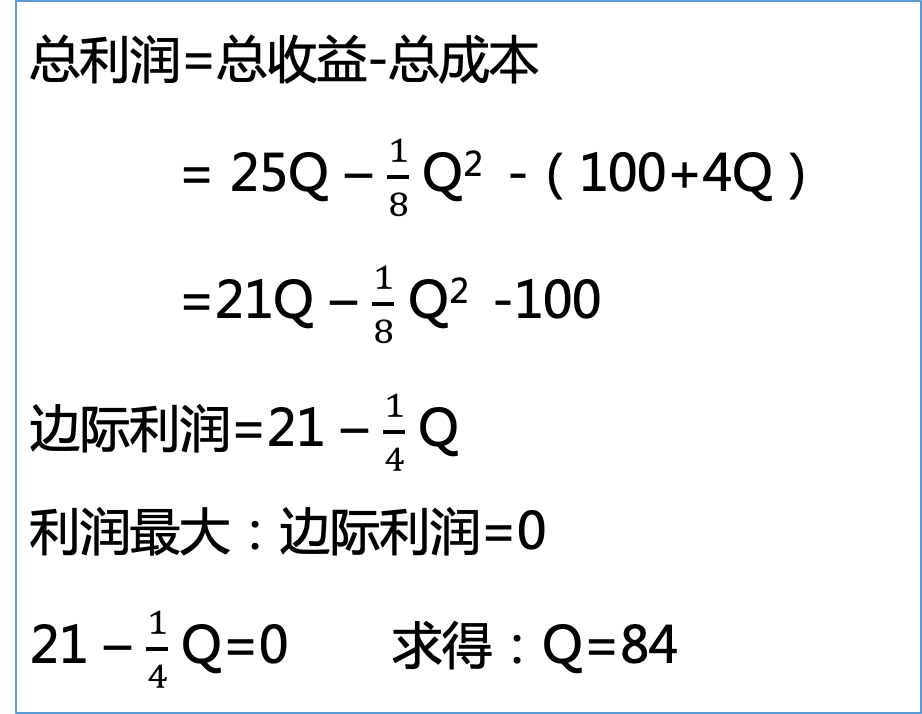 总利润=总收益-总成本
= 25Q – 1/8 Q² -（100+4Q）
=21Q – 1/8 Q² -100
边际利润=21 – 1/4 Q
利润最大：边际利润=0
21 – 1/4 Q=0 求得：Q=84